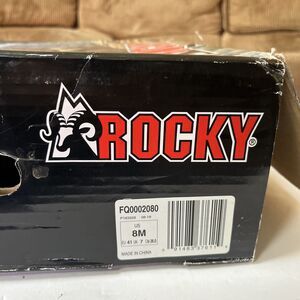 ROCKY®
FQ0002080
US
8M
MADE IN CHINA